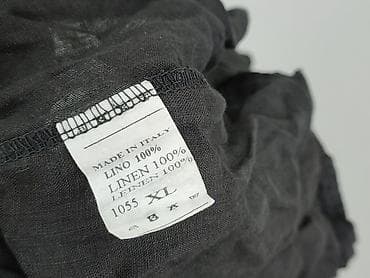 MADE IN ITALY
LINO 100%
LINEN 100%
LEINEN 100%
1055 XL